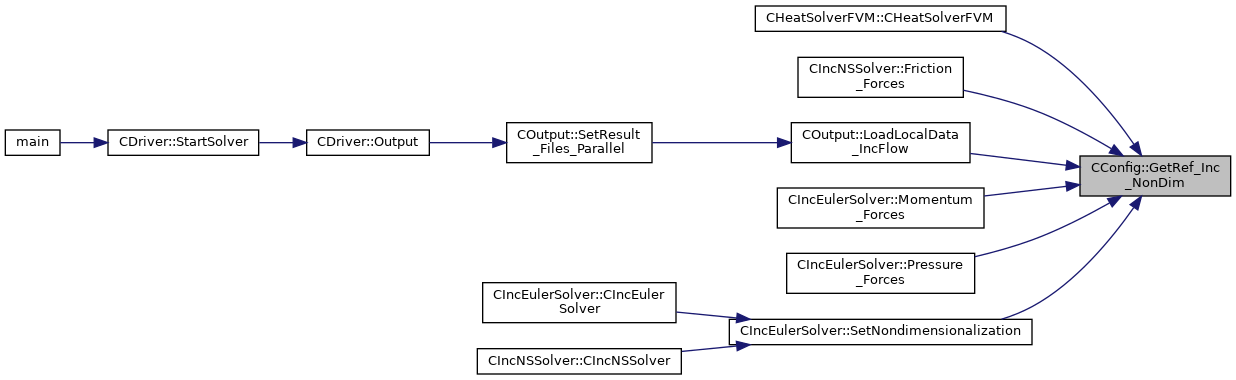 CHeatSolverFVM::CHeatSolverFVM
CIncNSSolver::Friction
_Forces
main
CDriver::StartSolver
CDriver::Output
COutput::SetResult
_Files_Parallel
COutput::LoadLocalData
_IncFlow
CConfig::GetRef_Inc
_NonDim
CIncEulerSolver::Momentum
_Forces
CIncEulerSolver::Pressure
_Forces
CIncEulerSolver::CIncEuler
Solver
CIncEulerSolver::SetNondimensionalization
CIncNSSolver::CIncNSSolver